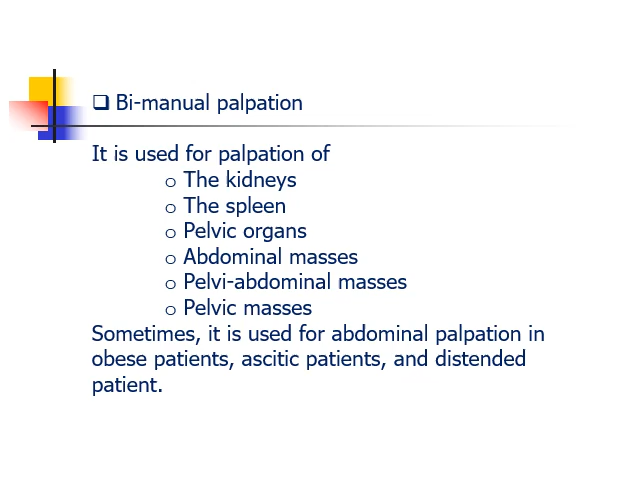 ❑ Bi-manual palpation
It is used for palpation of
o The kidneys
o The spleen
o Pelvic organs
o Abdominal masses
o Pelvi-abdominal masses
o Pelvic masses
Sometimes, it is used for abdominal palpation in
obese patients, ascitic patients, and distended
patient.